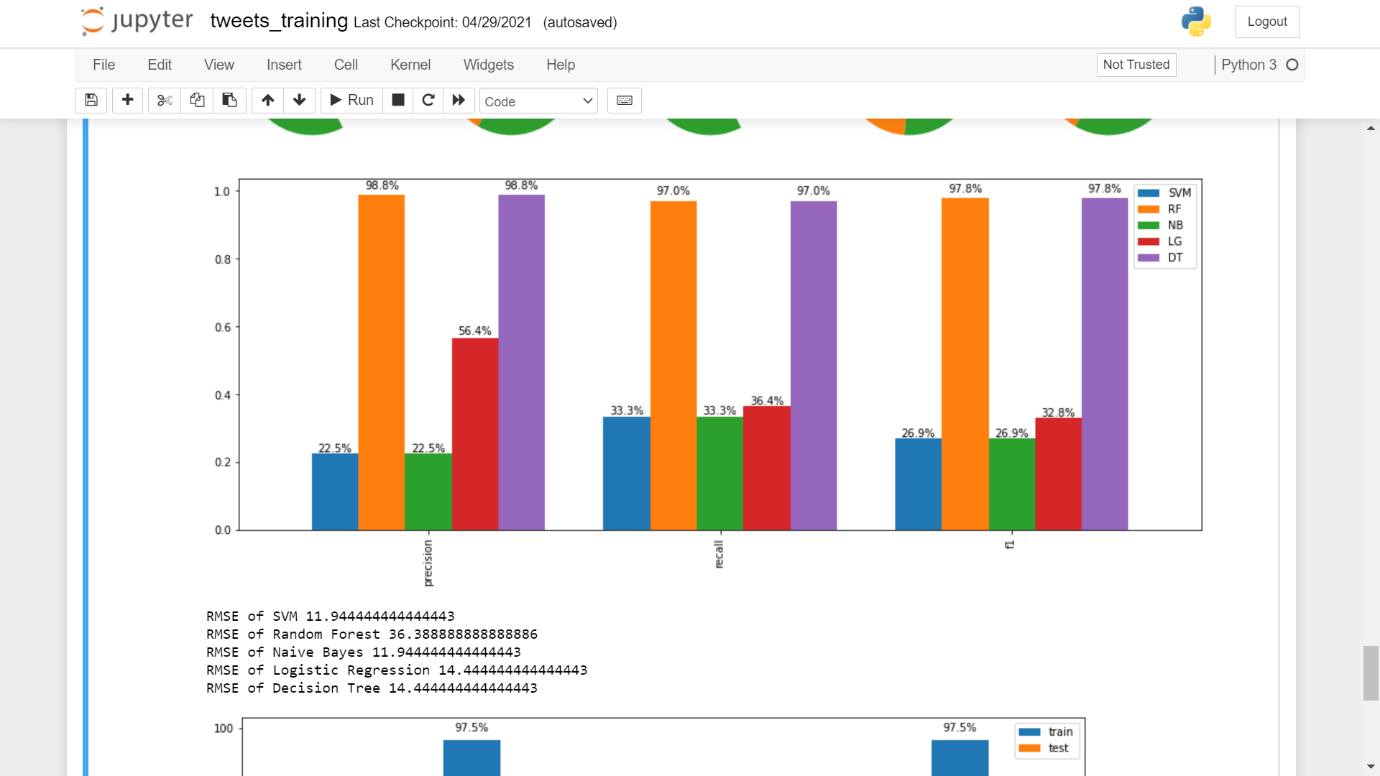 jupyter tweets_training Last Checkpoint: 04/29/2021 (autosaved) Logout
File Edit View Insert Cell Kernel Widgets Help Not Trusted Python 3
Run Code
98.8% 98.8% 97.0% 97.0% 97.8% 97.8%
SVM
RF
NB
LG
DT
1.0
0.8
0.6
0.4
0.2
0.0
56.4%
22.5% 22.5%
33.3% 33.3% 36.4%
26.9% 26.9% 32.8%
precision recall f1
RMSE of SVM 11.944444444444443
RMSE of Random Forest 36.388888888888886
RMSE of Naive Bayes 11.944444444444443
RMSE of Logistic Regression 14.444444444444443
RMSE of Decision Tree 14.444444444444443
100 97.5% 97.5% train
test